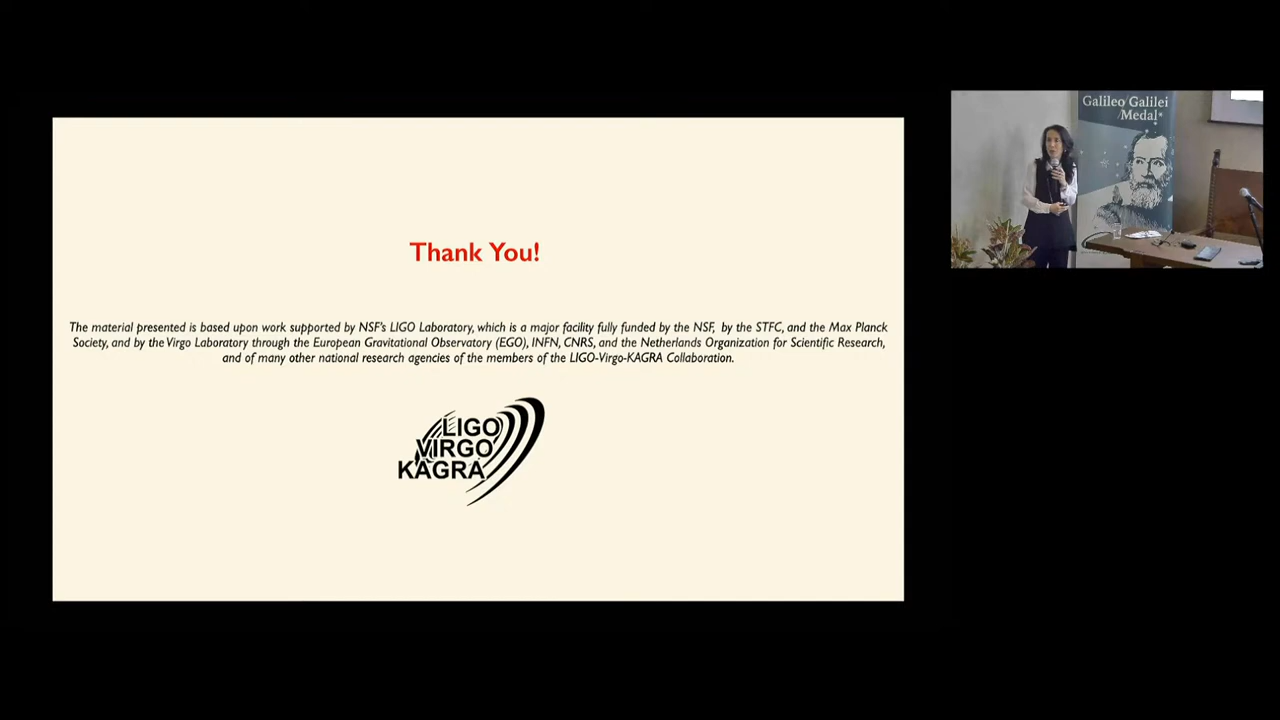 Thank You!
The material presented is based upon work supported by NSF's LIGO Laboratory, which is a major facility fully funded by the NSF, by the STFC, and the Max Planck
Society, and by the Virgo Laboratory through the European Gravitational Observatory (EGO), INFN, CNRS, and the Netherlands Organization for Scientific Research,
and of many other national research agencies of the members of the LIGO-Virgo-KAGRA Collaboration.
LIGO
VIRGO
KAGRA
Galileo Galilei
/Medal*